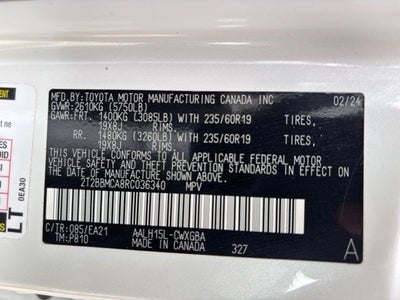 MFD.BY:TOYOTA MOTOR MANUFACTURING CANADA INC 02/24
GVWR:2610KG (5750LB)
GAWR:FRT. 1400KG (3085LB) WITH 235/60R19 TIRES,
19X8J RIMS,
RR. 1480KG (3260LB) WITH 235/60R19 TIRES,
19X8J RIMS,
THIS VEHICLE CONFORMS TO ALL APPLICABLE FEDERAL MOTOR
VEHICLE SAFETY AND THEFT PREVENTION STANDARDS IN EFFECT
ON THE DATE OF MANUFACTURE SHOWN ABOVE.
2T2BBMCA8RC036340 MPV
C/TR:085/EA21 AALH15L-CWXGBA
TM:P810 MADE IN CANADA 327 A
LT
0EA30